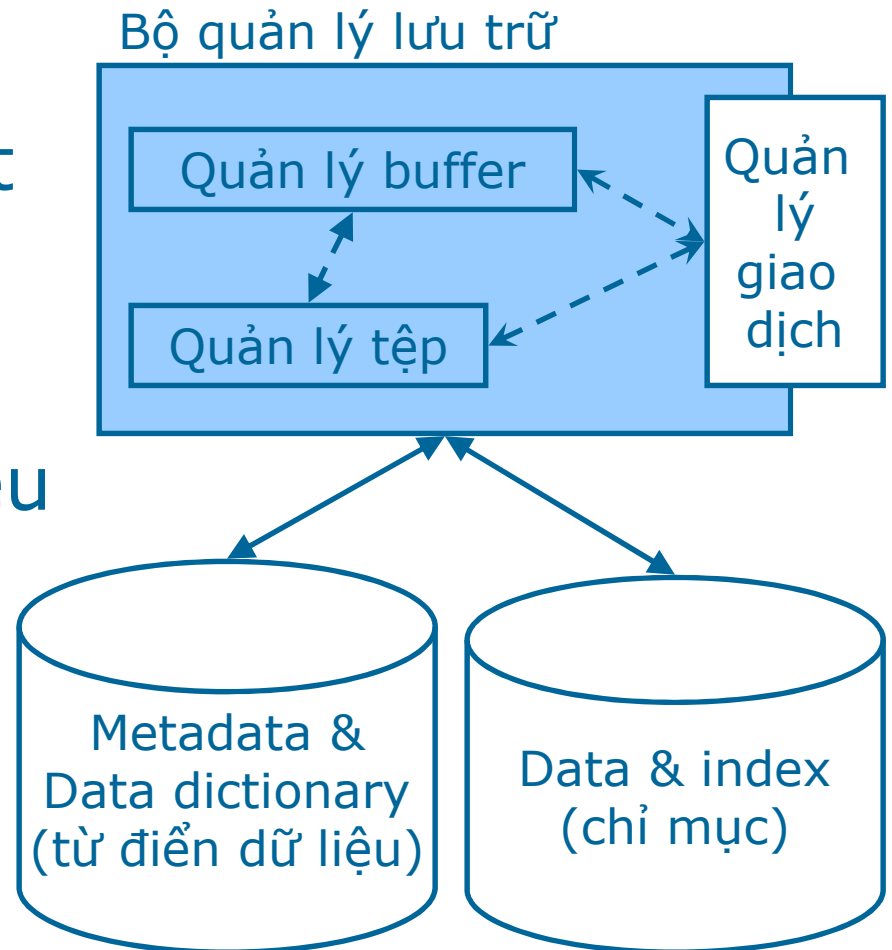 Bộ quản lý lưu trữ
t
Quản lý buffer
Quản
lý
giao
dịch
Quản lý tệp
ệu
Metadata &
Data dictionary
(từ điển dữ liệu)
Data & index
(chỉ mục)